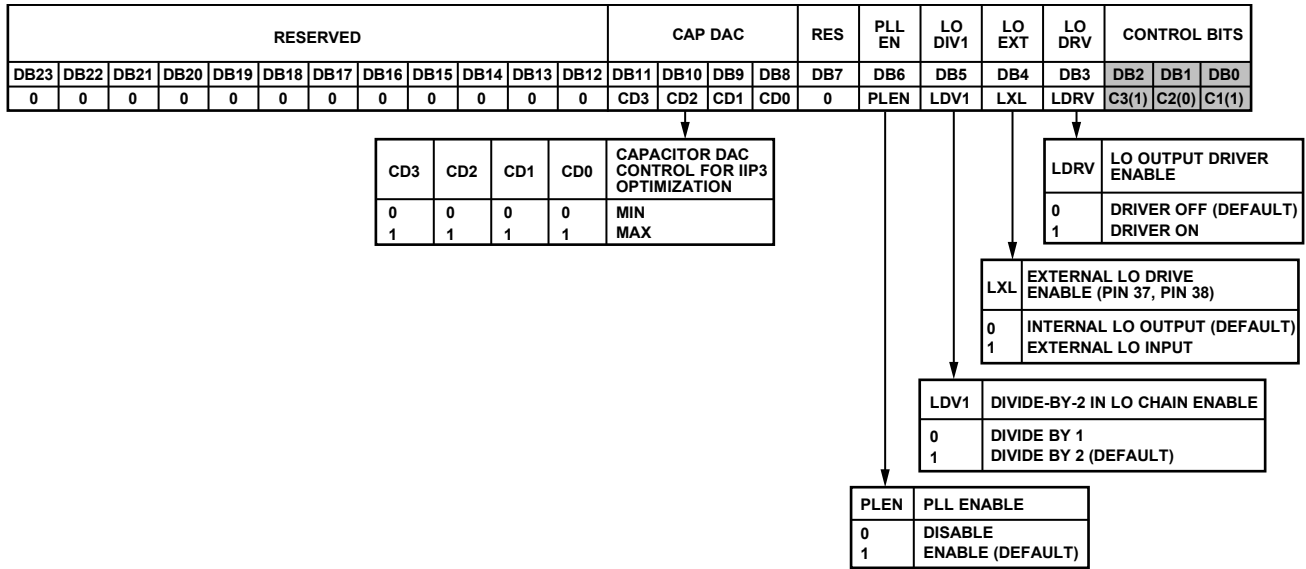 RESERVED CAP DAC RES PLL EN LO DIV1 LO EXT LO DRV CONTROL BITS
DB23 DB22 DB21 DB20 DB19 DB18 DB17 DB16 DB15 DB14 DB13 DB12 DB11 DB10 DB9 DB8 DB7 DB6 DB5 DB4 DB3 DB2 DB1 DB0
0 0 0 0 0 0 0 0 0 0 0 0 CD3 CD2 CD1 CD0 0 PLEN LDV1 LXL LDRV C3(1) C2(0) C1(1)
CD3 CD2 CD1 CD0 CAPACITOR DAC
CONTROL FOR IIP3
OPTIMIZATION
0 0 0 0 MIN
1 1 1 1 MAX
LDRV LO OUTPUT DRIVER
ENABLE
0 DRIVER OFF (DEFAULT)
1 DRIVER ON
LXL EXTERNAL LO DRIVE
ENABLE (PIN 37, PIN 38)
0 INTERNAL LO OUTPUT (DEFAULT)
1 EXTERNAL LO INPUT
LDV1 DIVIDE-BY-2 IN LO CHAIN ENABLE
0 DIVIDE BY 1
1 DIVIDE BY 2 (DEFAULT)
PLEN PLL ENABLE
0 DISABLE
1 ENABLE (DEFAULT)